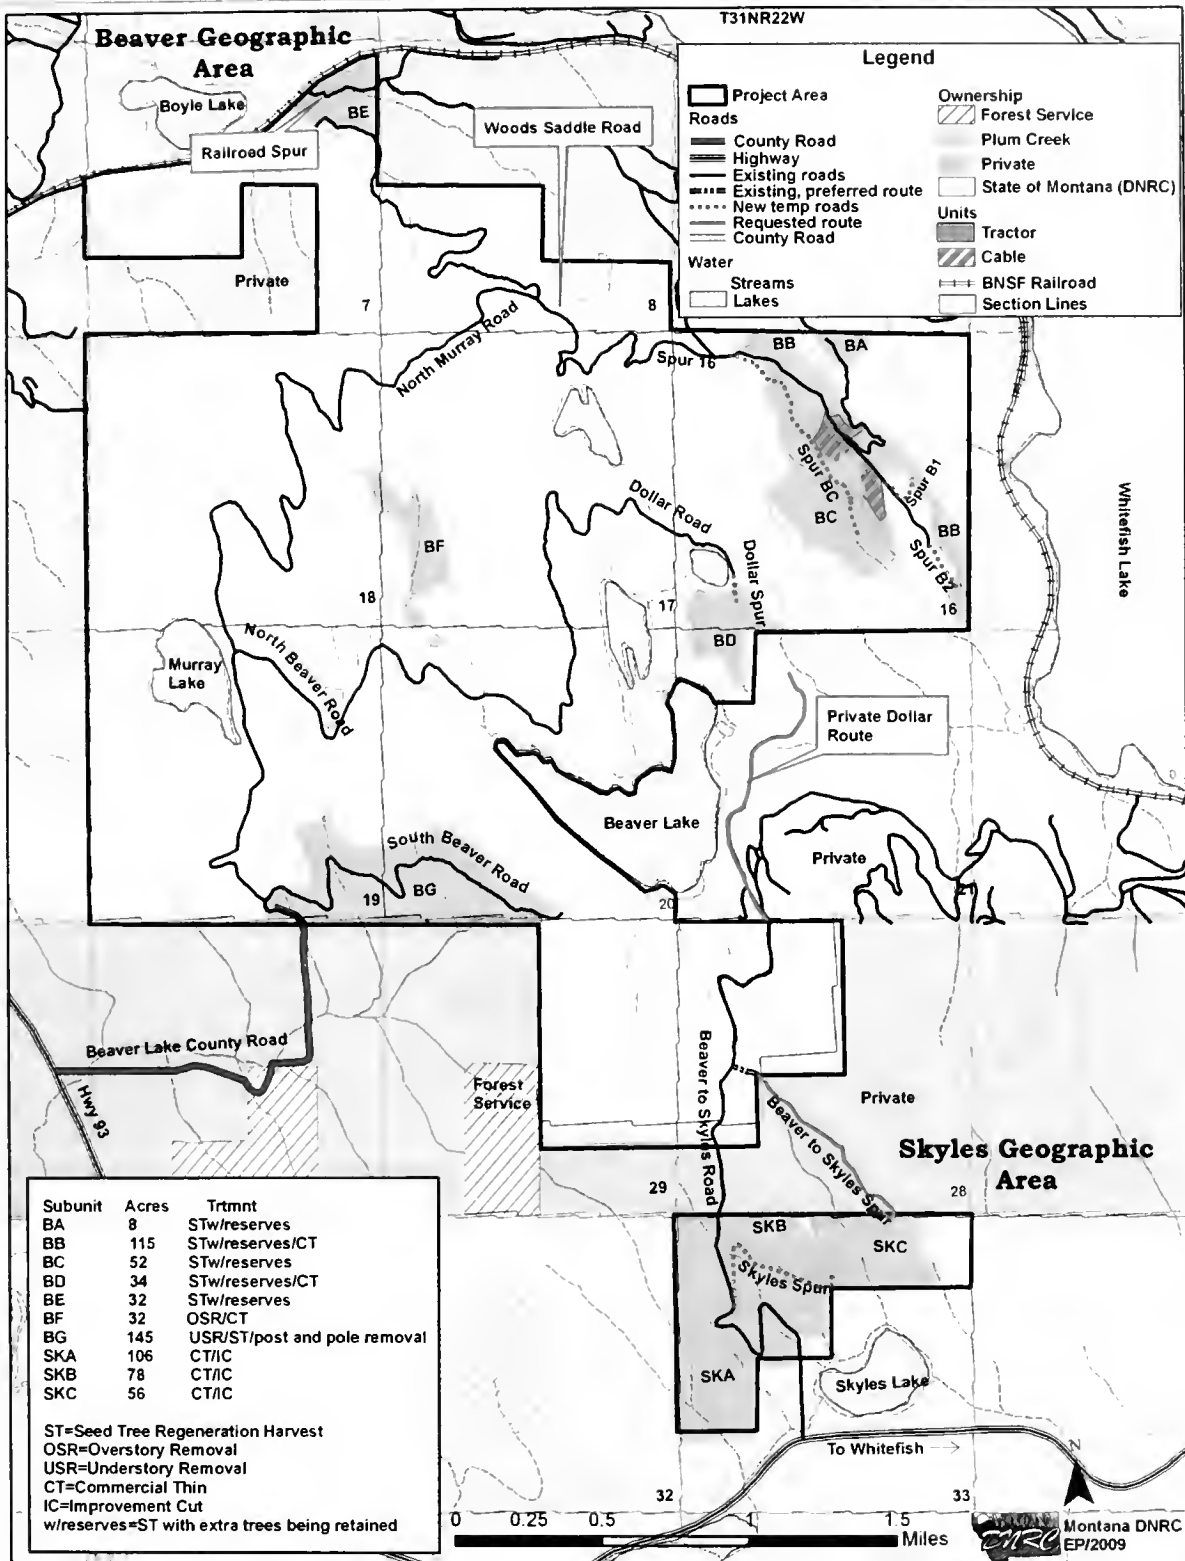 T31NR22W
Beaver Geographic
Area
Boyle Lake
BE
Railroad Spur
Woods Saddle Road
Legend
Project Area
Roads
County Road
Highway
Existing roads
Existing, preferred route
New temp roads
Requested route
County Road
Water
Streams
Lakes
Ownership
Forest Service
Plum Creek
Private
State of Montana (DNRC)
Units
Tractor
Cable
BNSF Railroad
Section Lines
Private
7
8
North Murray Road
Spur 16
BB
BA
Spur BC
BC
Spur B1
BB
Spur B2
16
Whitefish Lake
Dollar Road
Dollar Spur
BF
18
17
BD
Murray
Lake
North Beaver Road
Private Dollar
Route
Beaver Lake
Private
South Beaver Road
19
BG
20
21
Beaver Lake County Road
Hwy 93
Forest
Service
Beaver to Skyles Road
Private
Beaver to Skyles Spur
Skyles Geographic
Area
29
28
SKB
SKC
Skyles Spur
SKA
Skyles Lake
To Whitefish
32
33
N
Subunit Acres Trtmnt
BA 8 STw/reserves
BB 115 STw/reserves/CT
BC 52 STw/reserves
BD 34 STw/reserves/CT
BE 32 STw/reserves
BF 32 OSR/CT
BG 145 USR/ST/post and pole removal
SKA 106 CT/IC
SKB 78 CT/IC
SKC 56 CT/IC
ST=Seed Tree Regeneration Harvest
OSR=Overstory Removal
USR=Understory Removal
CT=Commercial Thin
IC=Improvement Cut
w/reserves=ST with extra trees being retained
0 0.25 0.5 1 1.5
Miles
DNRC
Montana DNRC
EP/2009